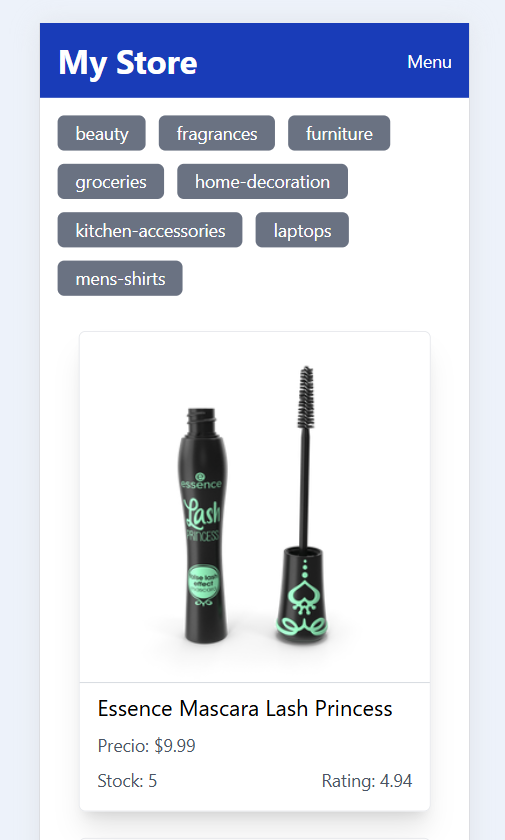 My Store
Menu
beauty fragrances furniture
groceries home-decoration
kitchen-accessories laptops
mens-shirts
essence
Lash
PRINCESS
false lash
effect
mascara
Essence Mascara Lash Princess
Precio: $9.99
Stock: 5 Rating: 4.94